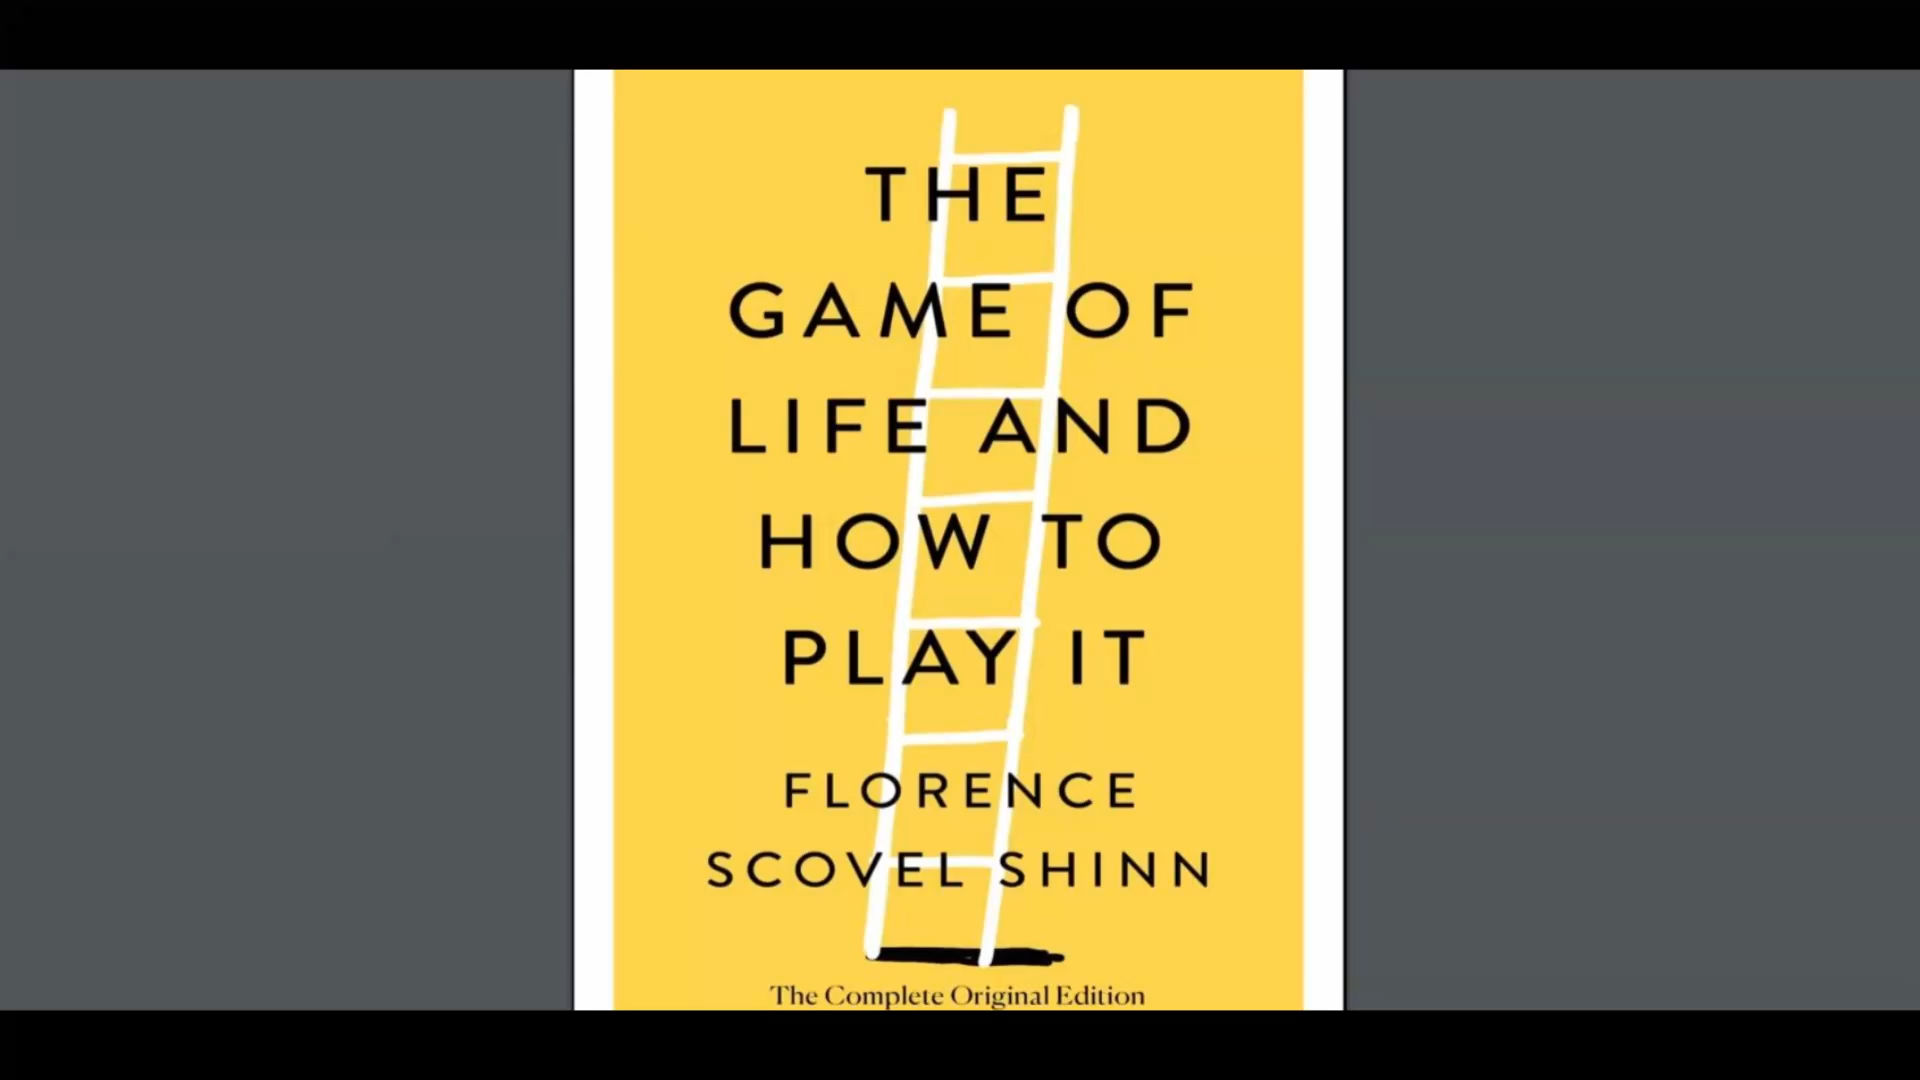 THE
GAME OF
LIFE AND
HOW TO
PLAY IT
FLORENCE
SCOVEL SHINN
The Complete Original Edition